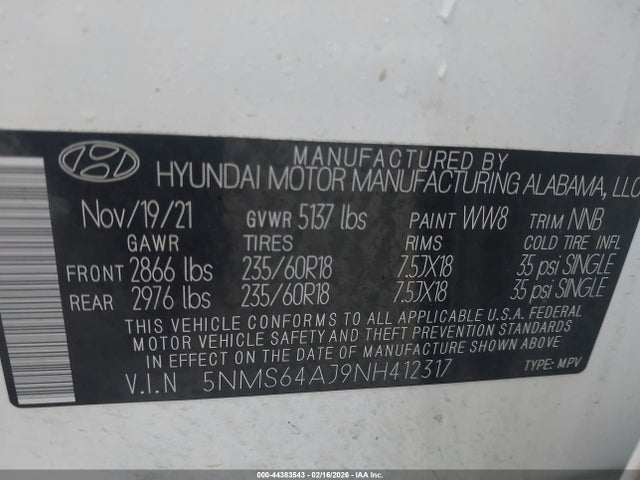 MANUFACTURED BY
HYUNDAI MOTOR MANUFACTURING ALABAMA, LLC
Nov/19/21 GVWR 5137 lbs PAINT WW8 TRIM NNB
GAWR TIRES RIMS COLD TIRE INFL
FRONT 2866 lbs 235/60R18 7.5JX18 35 psi SINGLE
REAR 2976 lbs 235/60R18 7.5JX18 35 psi SINGLE
THIS VEHICLE CONFORMS TO ALL APPLICABLE U.S.A. FEDERAL
MOTOR VEHICLE SAFETY AND THEFT PREVENTION STANDARDS
IN EFFECT ON THE DATE OF MANUFACTURE SHOWN ABOVE.
V.I.N 5NMS64AJ9NH412317 TYPE: MPV
000-44383543 - 02/16/2026 - IAAI.COM